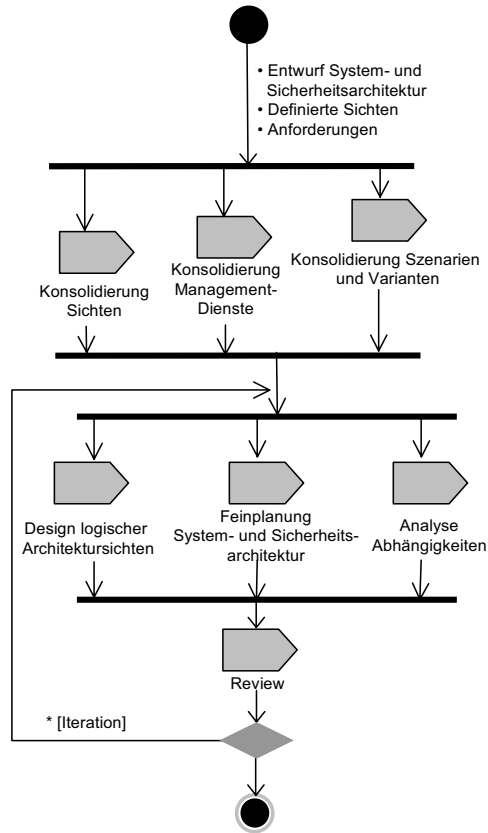 • Entwurf System- und
Sicherheitsarchitektur
• Definierte Sichten
• Anforderungen
Konsolidierung
Sichten
Konsolidierung
Management-
Dienste
Konsolidierung Szenarien
und Varianten
Design logischer
Architektursichten
Feinplanung
System- und Sicherheits-
architektur
Analyse
Abhängigkeiten
Review
* [Iteration]